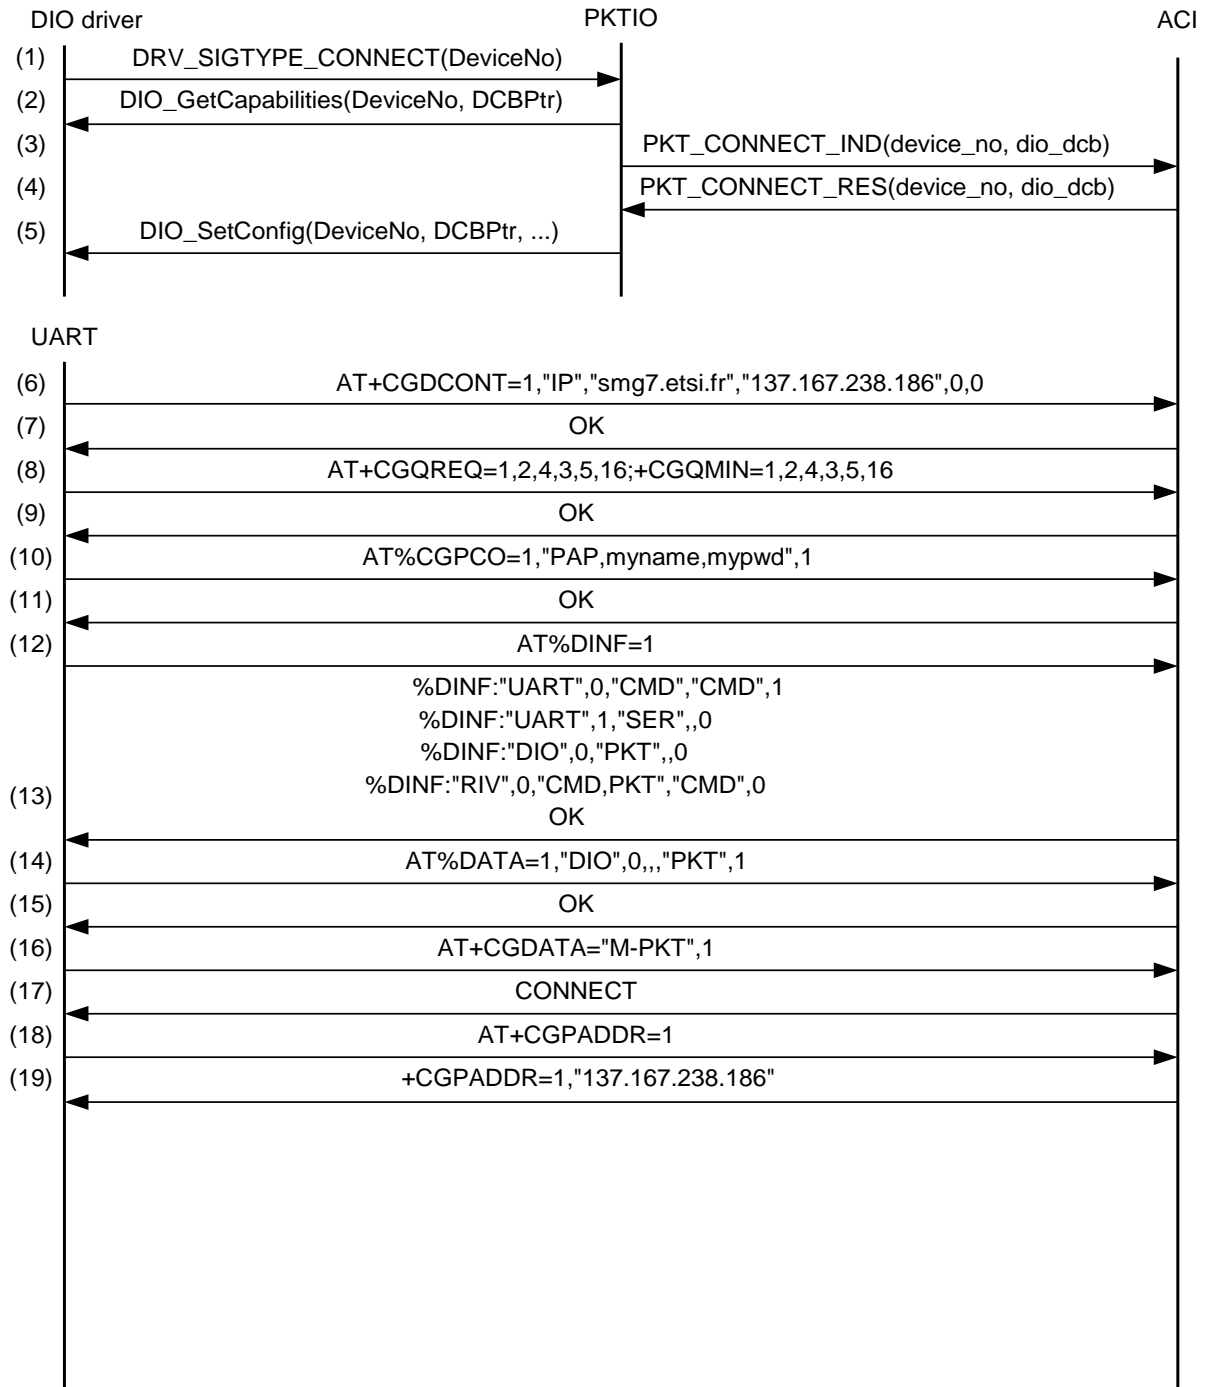 DIO driver PKTIO ACI
(1) DRV_SIGTYPE_CONNECT(DeviceNo)
(2) DIO_GetCapabilities(DeviceNo, DCBPtr)
(3) PKT_CONNECT_IND(device_no, dio_dcb)
(4) PKT_CONNECT_RES(device_no, dio_dcb)
(5) DIO_SetConfig(DeviceNo, DCBPtr, ...)
UART
(6) AT+CGDCONT=1,"IP","smg7.etsi.fr","137.167.238.186",0,0
(7) OK
(8) AT+CGQREQ=1,2,4,3,5,16;+CGQMIN=1,2,4,3,5,16
(9) OK
(10) AT%CGPCO=1,"PAP,myname,mypwd",1
(11) OK
(12) AT%DINF=1
%DINF:"UART",0,"CMD","CMD",1
%DINF:"UART",1,"SER",,0
%DINF:"DIO",0,"PKT",,0
(13) %DINF:"RIV",0,"CMD,PKT","CMD",0
OK
(14) AT%DATA=1,"DIO",0,,,"PKT",1
(15) OK
(16) AT+CGDATA="M-PKT",1
(17) CONNECT
(18) AT+CGPADDR=1
(19) +CGPADDR=1,"137.167.238.186"